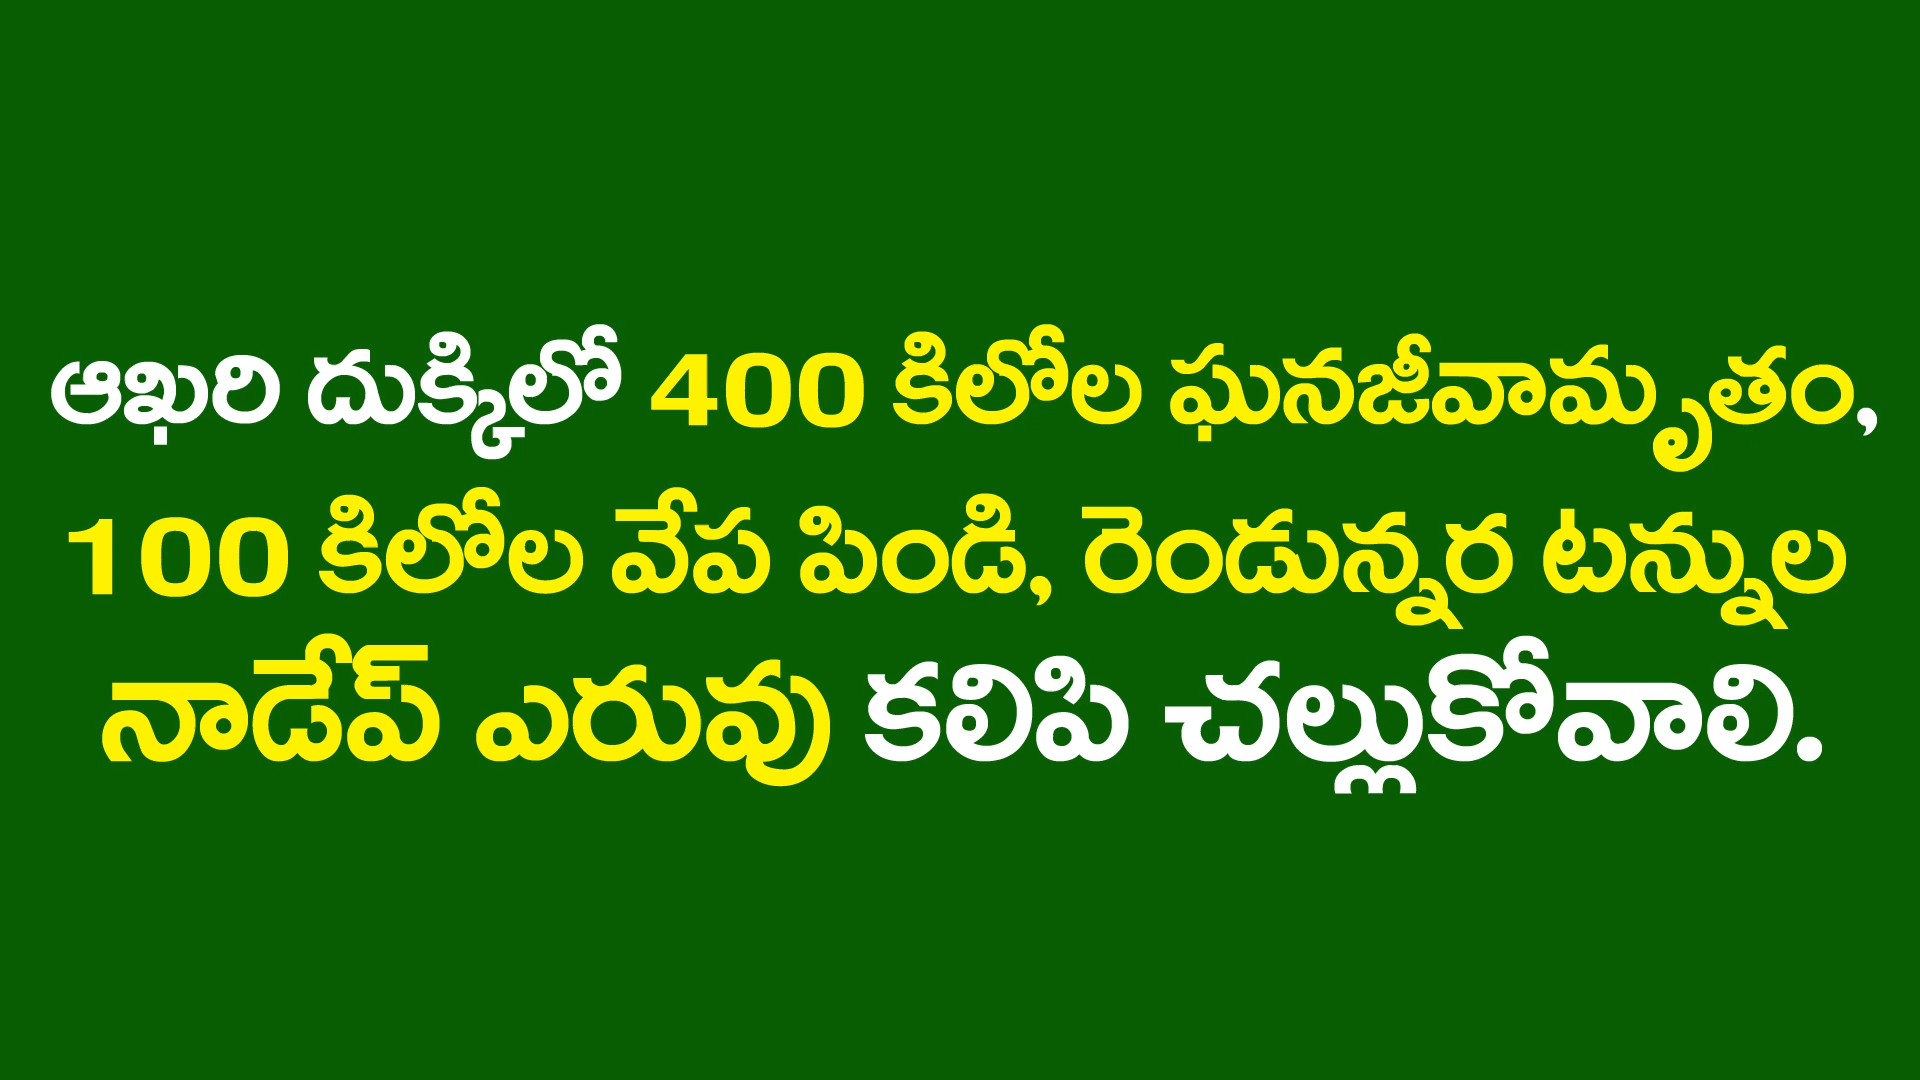 ఆఖరి దుక్కిలో 400 కిలోల ఘనజీవామృతం,
100 కిలోల వేప పిండి, రెండున్నర టన్నుల
నాడేప్ ఎరువు కలిపి చల్లుకోవాలి.